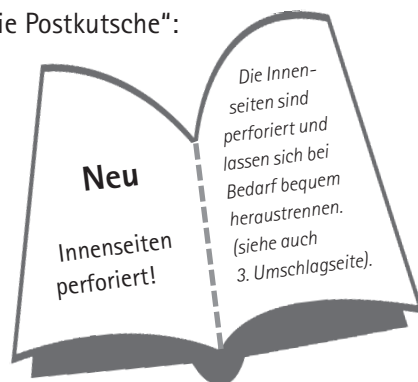 ie Postkutsche“:
Neu
Innenseiten
perforiert!
Die Innen-
seiten sind
perforiert und
lassen sich bei
Bedarf bequem
heraustrennen.
(siehe auch
3. Umschlagseite).